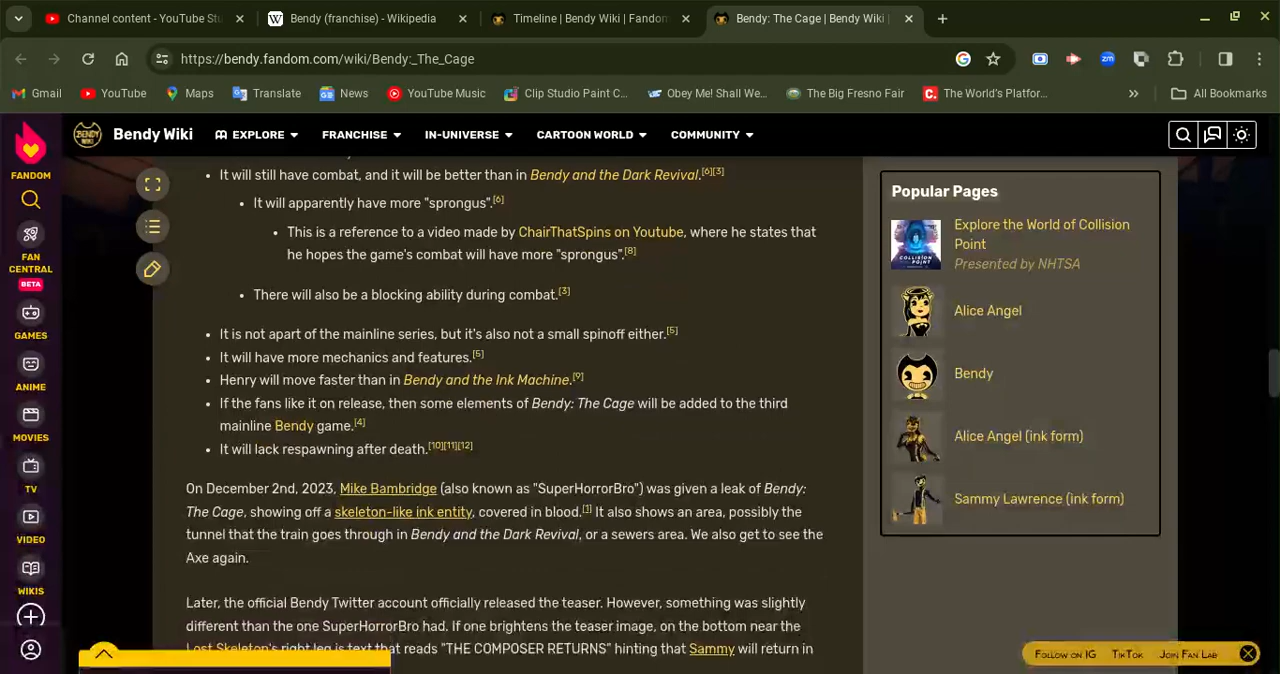 Channel content - YouTube Stu
Bendy (franchise) - Wikipedia
Timeline | Bendy Wiki | Fandom
Bendy: The Cage | Bendy Wiki |
https://bendy.fandom.com/wiki/Bendy:_The_Cage
Gmail
YouTube
Maps
Translate
News
YouTube Music
Clip Studio Paint C...
Obey Me! Shall We...
The Big Fresno Fair
The World's Platfor...
All Bookmarks
Bendy Wiki
EXPLORE
FRANCHISE
IN-UNIVERSE
CARTOON WORLD
COMMUNITY
FANDOM
FAN
CENTRAL
BETA
GAMES
ANIME
MOVIES
TV
VIDEO
WIKIS
It will still have combat, and it will be better than in Bendy and the Dark Revival.[6][3]
It will apparently have more "sprongus".[6]
This is a reference to a video made by ChairThatSpins on Youtube, where he states that
he hopes the game's combat will have more "sprongus".[8]
There will also be a blocking ability during combat.[3]
It is not apart of the mainline series, but it's also not a small spinoff either.[5]
It will have more mechanics and features.[5]
Henry will move faster than in Bendy and the Ink Machine.[9]
If the fans like it on release, then some elements of Bendy: The Cage will be added to the third
mainline Bendy game.[4]
It will lack respawning after death.[10][11][12]
On December 2nd, 2023, Mike Bambridge (also known as "SuperHorrorBro") was given a leak of Bendy:
The Cage, showing off a skeleton-like ink entity, covered in blood.[1] It also shows an area, possibly the
tunnel that the train goes through in Bendy and the Dark Revival, or a sewers area. We also get to see the
Axe again.
Later, the official Bendy Twitter account officially released the teaser. However, something was slightly
different than the one SuperHorrorBro had. If one brightens the teaser image, on the bottom near the
Lost Skeleton's right leg is text that reads "THE COMPOSER RETURNS" hinting that Sammy will return in
Popular Pages
Explore the World of Collision
Point
Presented by NHTSA
Alice Angel
Bendy
Alice Angel (ink form)
Sammy Lawrence (ink form)
Follow on IG
TikTok
Join Fan Lab